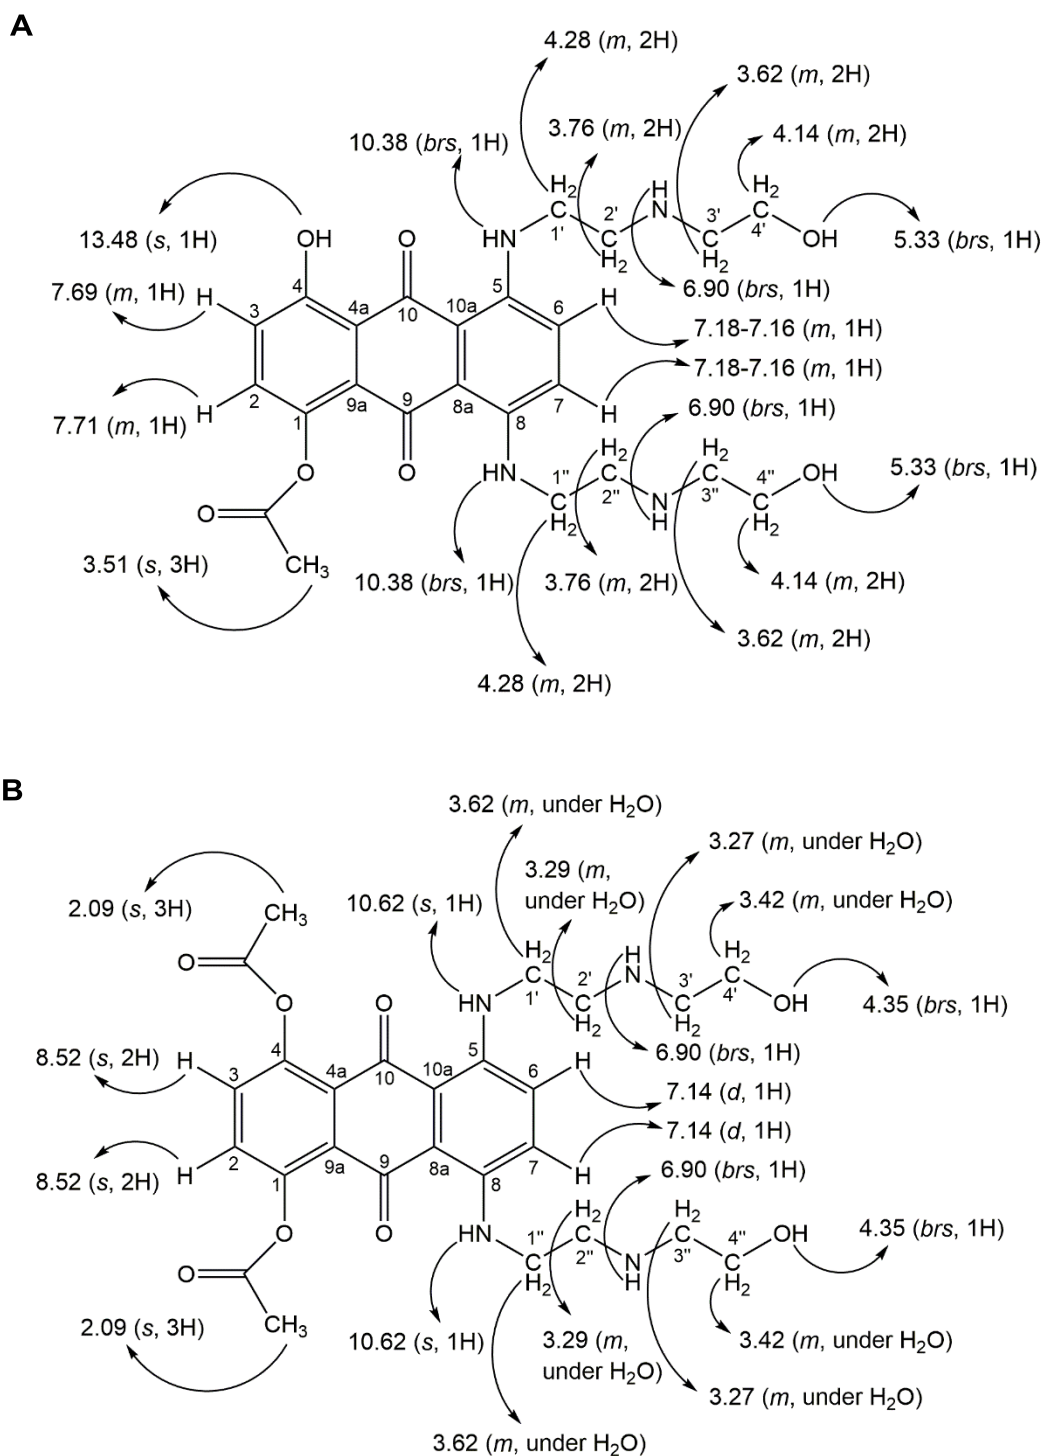 A
4.28 (m, 2H)
3.62 (m, 2H)
3.76 (m, 2H)
4.14 (m, 2H)
10.38 (brs, 1H)
H2
H
H2
C
N
C
1'
2'
3'
4'
13.48 (s, 1H)
OH
O
HN
C
H2
C
H2
OH
5.33 (brs, 1H)
7.69 (m, 1H)
H
4
5
H
6.90 (brs, 1H)
3
4a
10
10a
6
7.18-7.16 (m, 1H)
7.18-7.16 (m, 1H)
7.71 (m, 1H)
H
2
9a
9
8a
7
H
6.90 (brs, 1H)
1
8
H2
H2
O
O
HN
1''
C
2''
C
3''
4''
OH
5.33 (brs, 1H)
O
C
H2
N
H
C
H2
3.51 (s, 3H)
CH3
10.38 (brs, 1H)
3.76 (m, 2H)
4.14 (m, 2H)
3.62 (m, 2H)
4.28 (m, 2H)
B
3.62 (m, under H2O)
3.27 (m, under H2O)
3.29 (m,
under H2O)
2.09 (s, 3H)
CH3
10.62 (s, 1H)
3.42 (m, under H2O)
O
H2
H
H2
C
N
C
1'
2'
3'
4'
O
O
HN
C
H2
C
H2
OH
4.35 (brs, 1H)
8.52 (s, 2H)
H
4
5
H
6.90 (brs, 1H)
3
4a
10
10a
6
7.14 (d, 1H)
7.14 (d, 1H)
8.52 (s, 2H)
H
2
9a
9
8a
7
H
6.90 (brs, 1H)
1
8
H2
H2
O
O
HN
1''
C
2''
C
3''
4''
OH
4.35 (brs, 1H)
O
C
H2
N
H
C
H2
2.09 (s, 3H)
CH3
10.62 (s, 1H)
3.29 (m,
under H2O)
3.42 (m, under H2O)
3.27 (m, under H2O)
3.62 (m, under H2O)